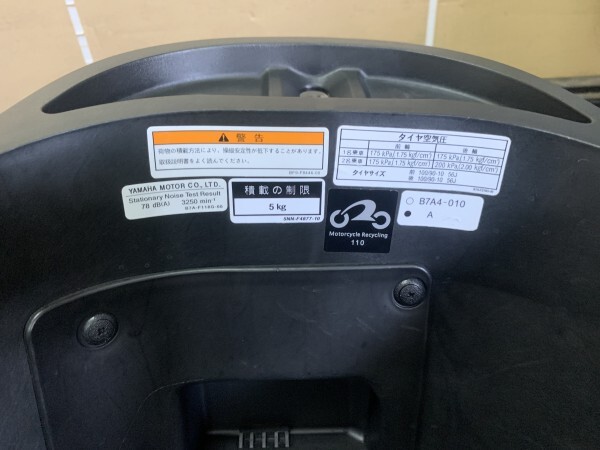 警告
荷物の積載方法により、操縦安定性が低下することがあります。
取扱説明書をよく読んでください。
タイヤ空気圧
前輪 後輪
1名乗車 175 kPa(1.75 kgf/cm²) 175 kPa(1.75 kgf/cm²)
2名乗車 175 kPa(1.75 kgf/cm²) 200 kPa(2.00 kgf/cm²)
タイヤサイズ 前 100/90-10 56J
後 100/90-10 56J
YAMAHA MOTOR CO., LTD.
Stationary Noise Test Result
78 dB(A) 3250 min⁻¹
積載の制限
5 kg
5NN-F4877-10
Motorcycle Recycling
110
B7A4-010
A